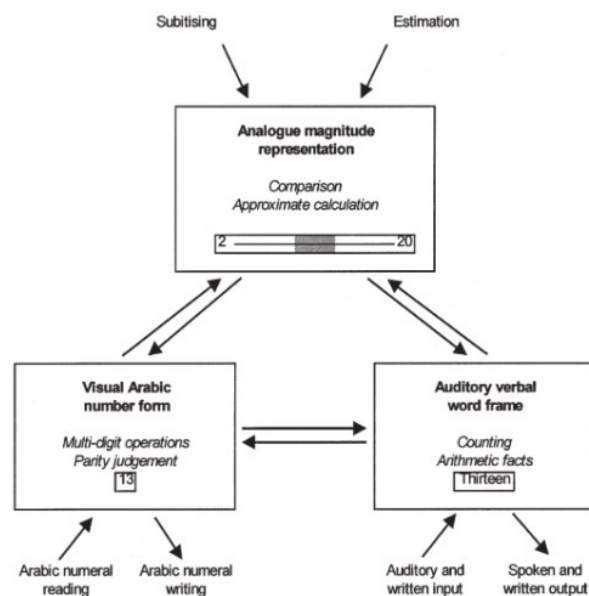 Subitising
Estimation
Analogue magnitude
representation
Comparison
Approximate calculation
2
20
Visual Arabic
number form
Multi-digit operations
Parity judgement
13
Auditory verbal
word frame
Counting
Arithmetic facts
Thirteen
Arabic numeral
reading
Arabic numeral
writing
Auditory and
written input
Spoken and
written output